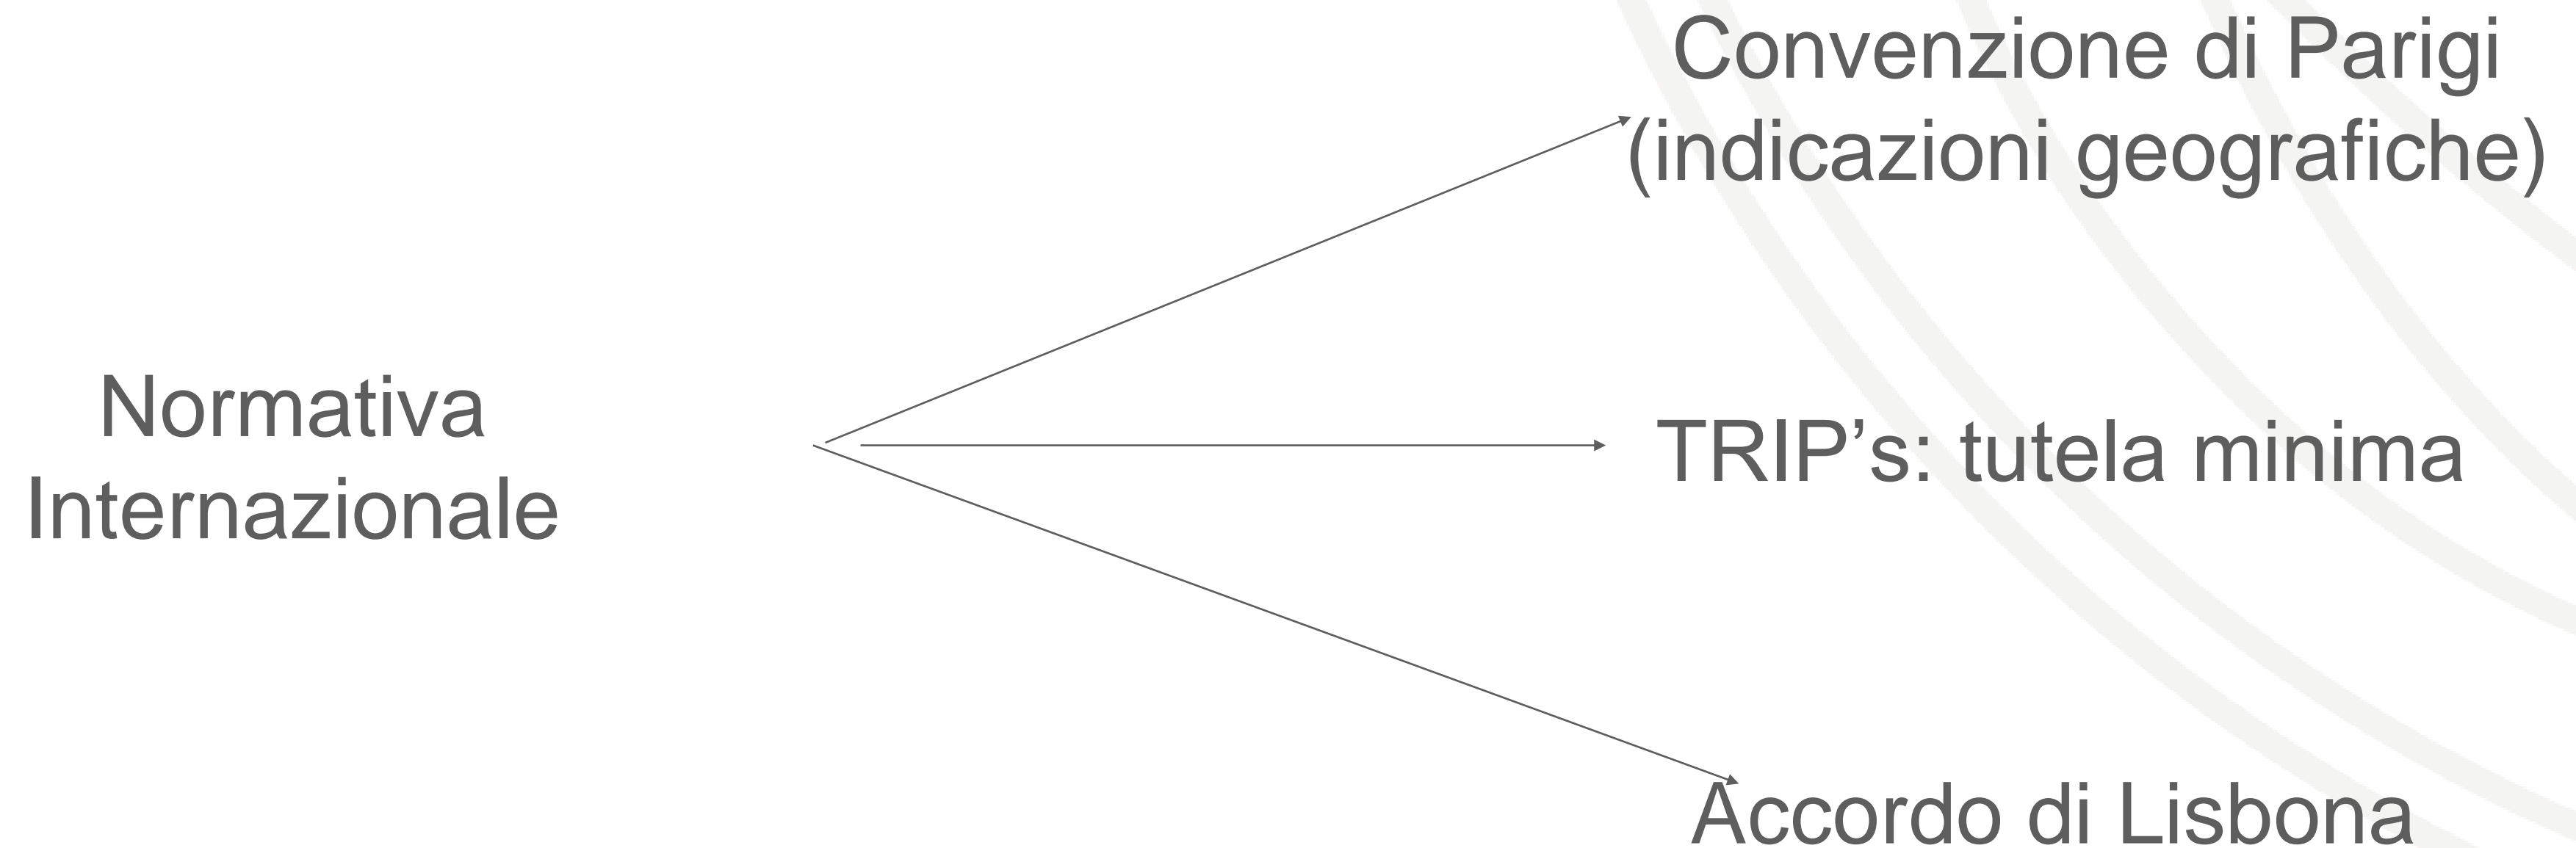 Normativa
Internazionale
Convenzione di Parigi
(indicazioni geografiche)
TRIP’s: tutela minima
Accordo di Lisbona